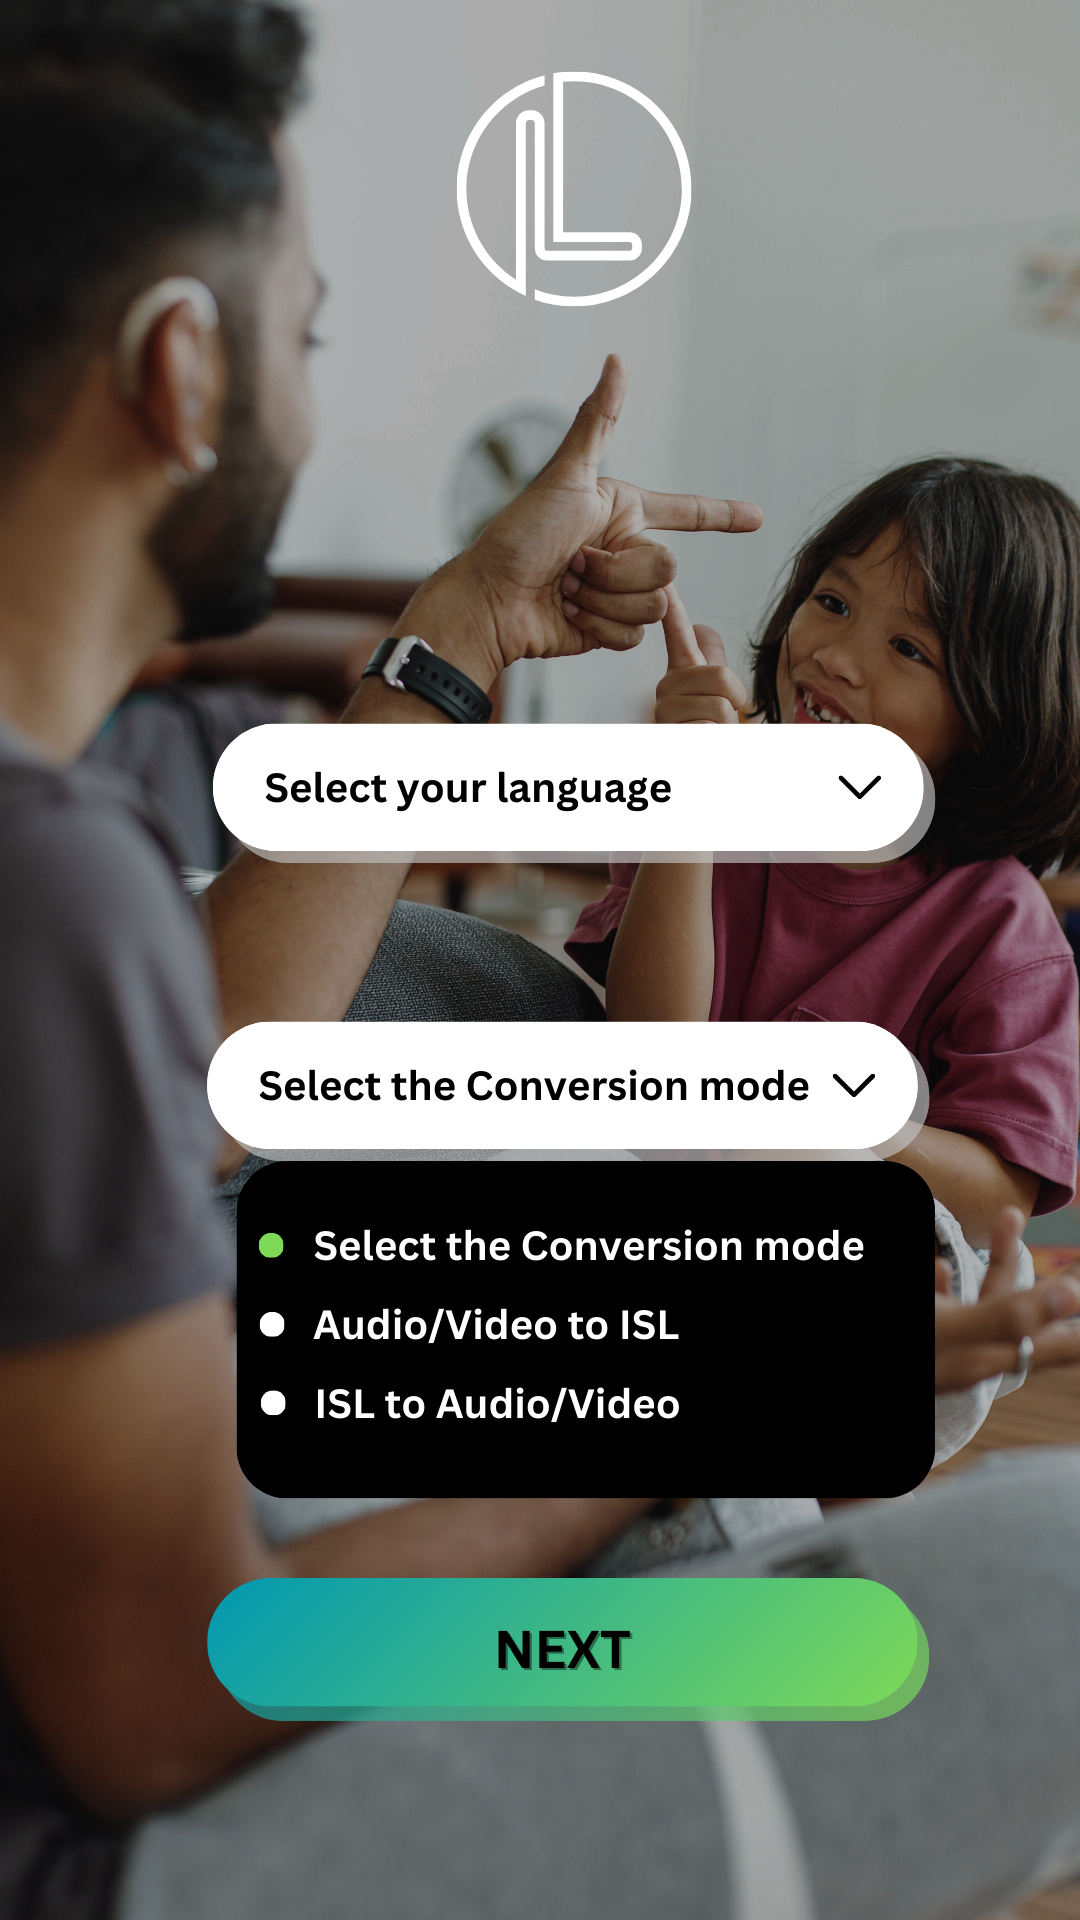 Select your language
Select the Conversion mode
Select the Conversion mode
Audio/Video to ISL
ISL to Audio/Video
NEXT